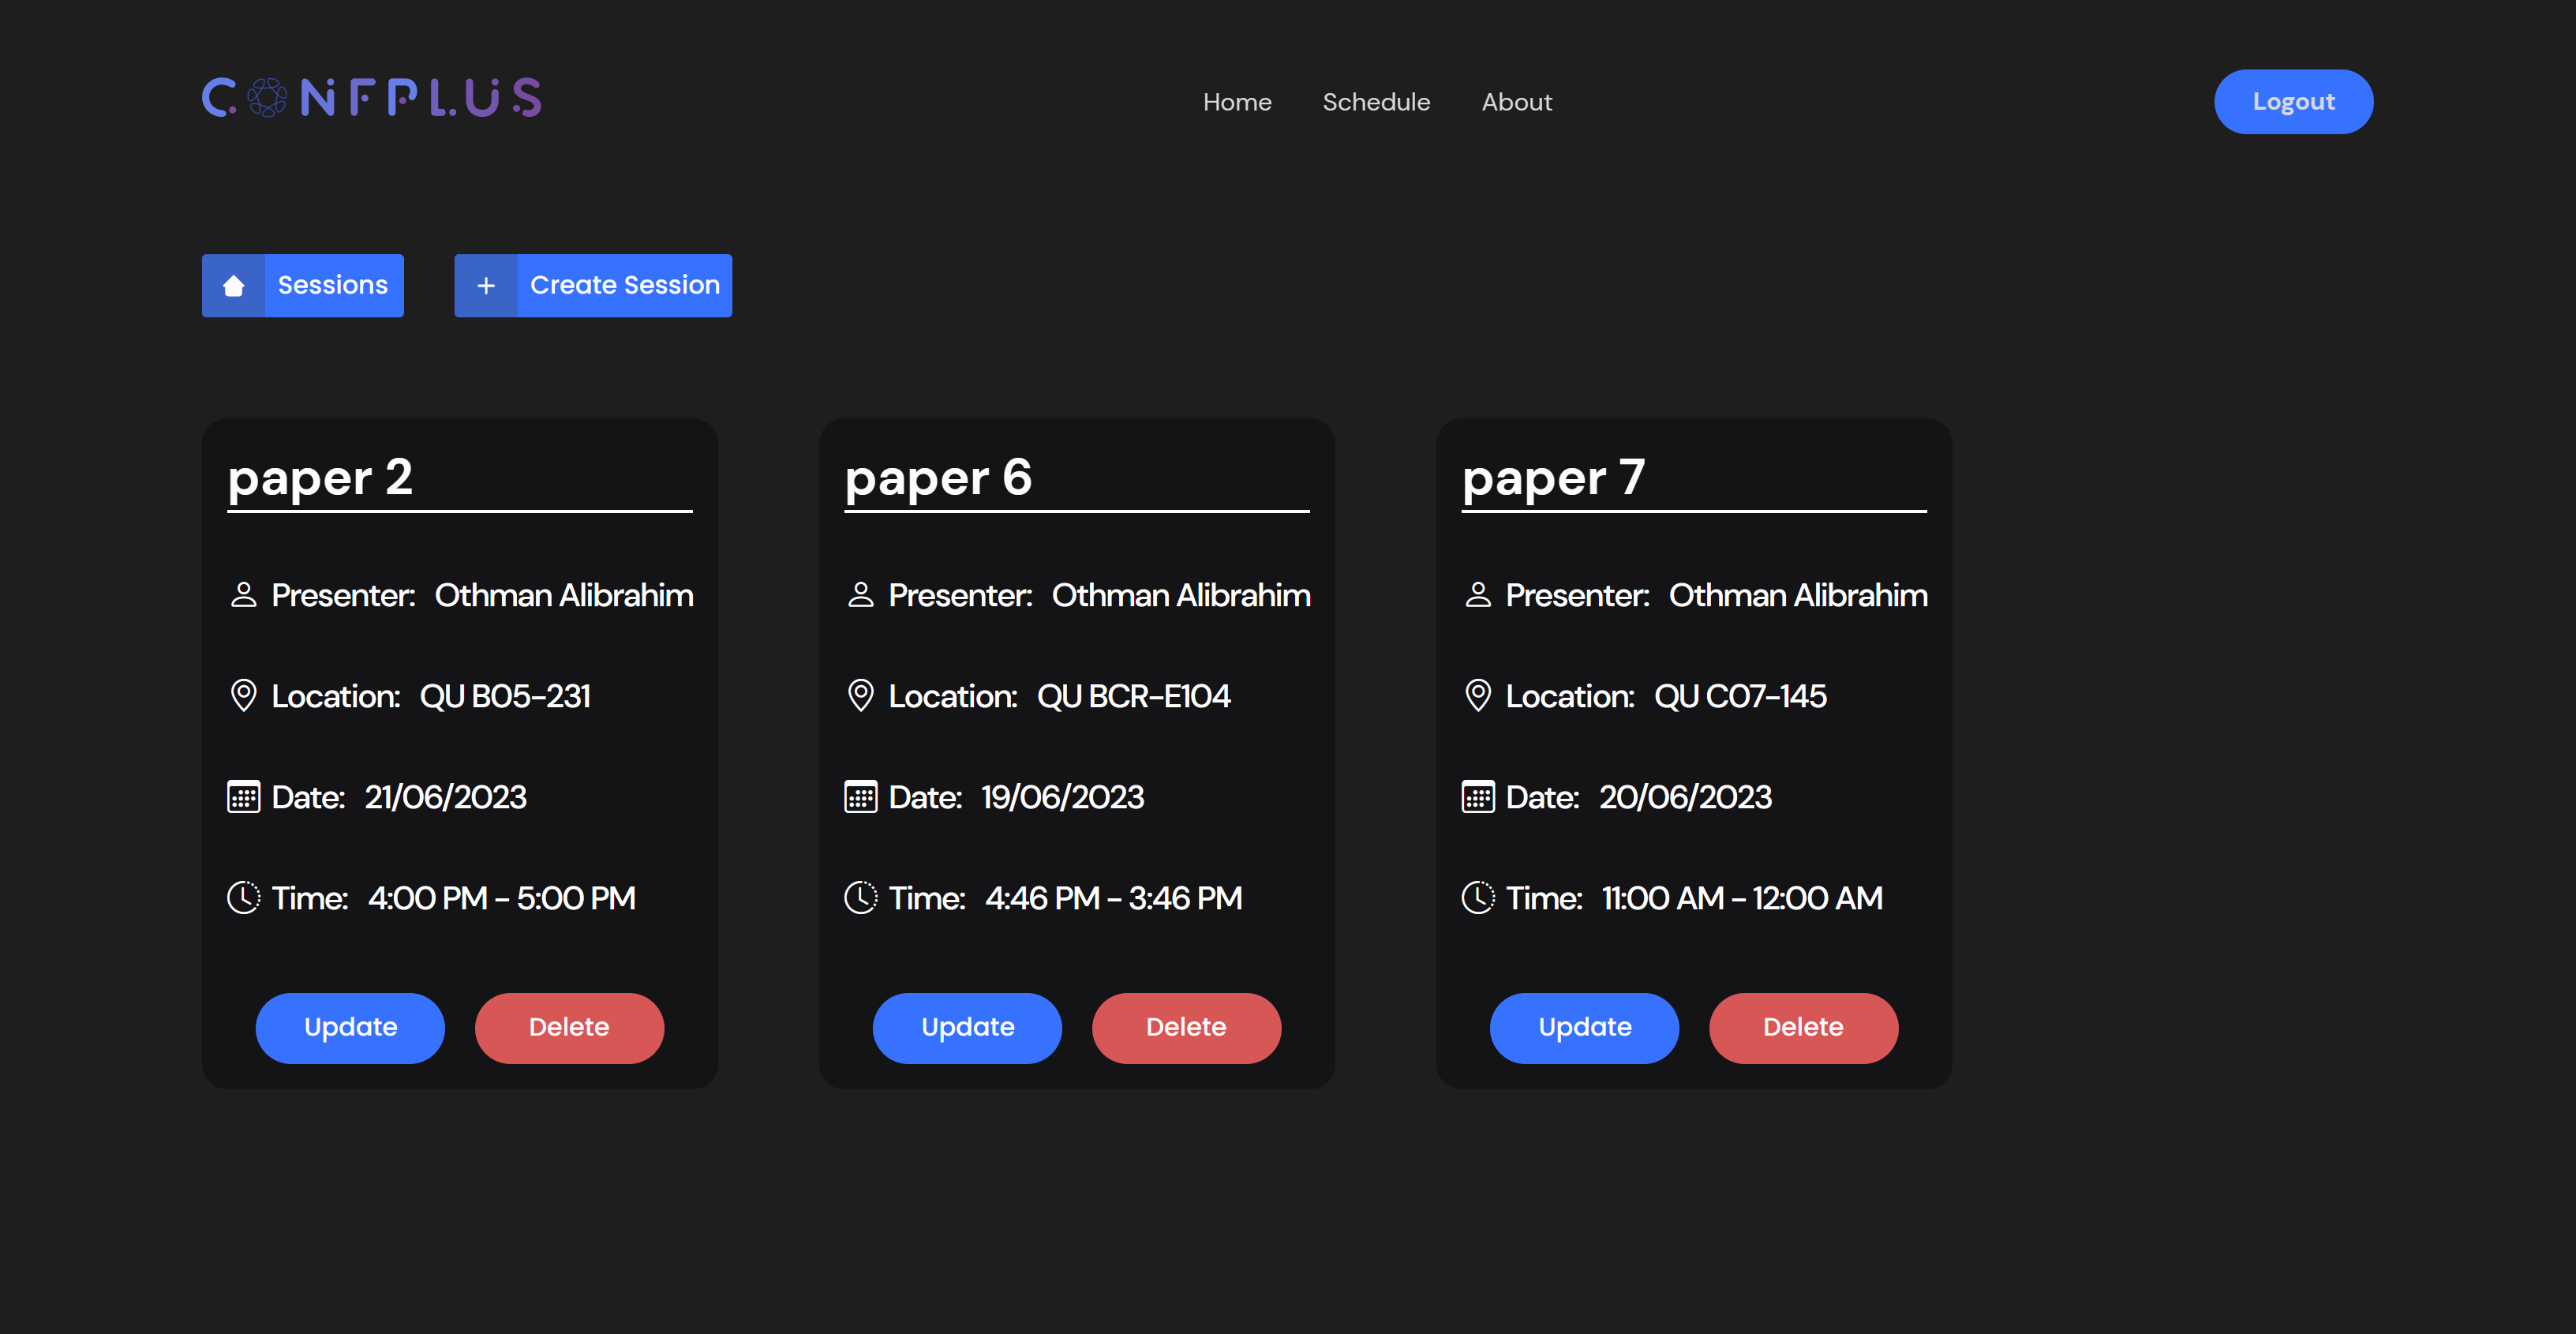 CONFPLUS
Home Schedule About
Logout
Sessions
Create Session
paper 2
Presenter: Othman Alibrahim
Location: QU B05-231
Date: 21/06/2023
Time: 4:00 PM - 5:00 PM
Update Delete
paper 6
Presenter: Othman Alibrahim
Location: QU BCR-E104
Date: 19/06/2023
Time: 4:46 PM - 3:46 PM
Update Delete
paper 7
Presenter: Othman Alibrahim
Location: QU C07-145
Date: 20/06/2023
Time: 11:00 AM - 12:00 AM
Update Delete